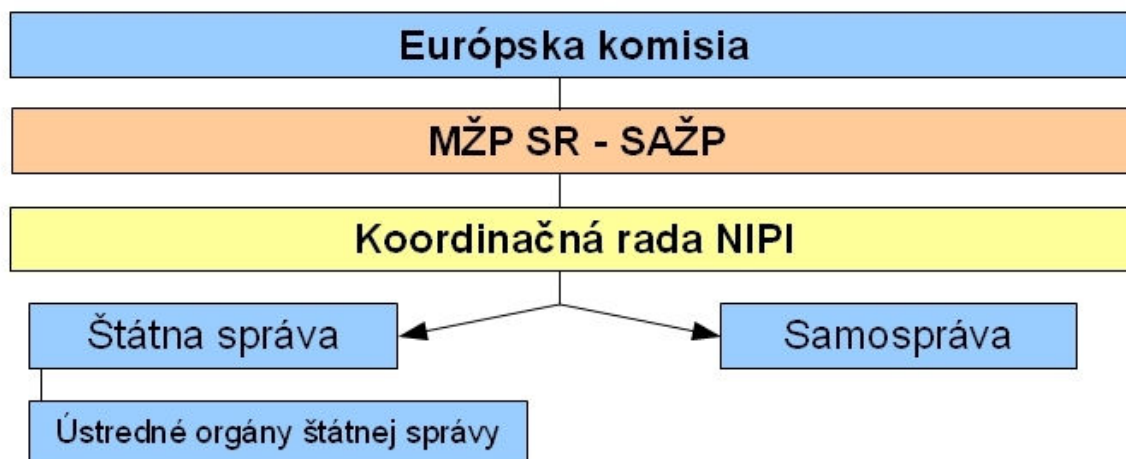 Európska komisia
MŽP SR - SAŽP
Koordinačná rada NIPI
Štátna správa
Samospráva
Ústredné orgány štátnej správy